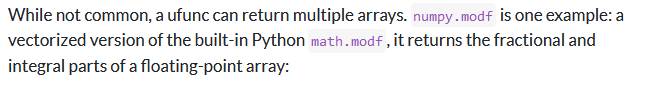 While not common, a ufunc can return multiple arrays. numpy.modf is one example: a
vectorized version of the built-in Python math.modf, it returns the fractional and
integral parts of a floating-point array: